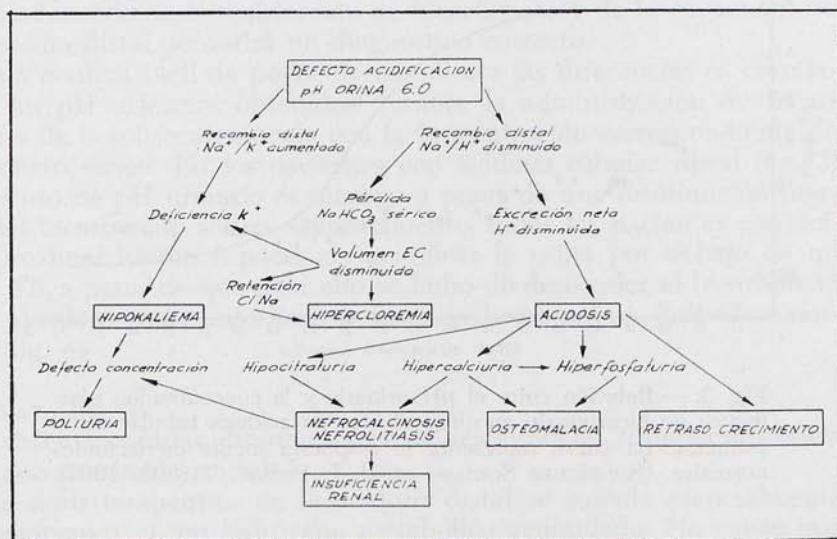 DEFECTO ACIDIFICACION
pH ORINA 6.0
Recambio distal
Na⁺/K⁺ aumentado
Recambio distal
Na⁺/H⁺ disminuido
Deficiencia k⁺
Pérdida
NaHCO₃ sérica
Excreción neta
H⁺ disminuida
Volumen EC
disminuido
Retención
Cl Na
HIPOKALIEMA
HIPERCLOREMIA
ACIDOSIS
Defecto concentración
Hipocitraturia
Hipercalciuria
Hiperfosfaturia
POLIURIA
NEFROCALCINOSIS
NEFROLITIASIS
OSTEOMALACIA
RETRASO CRECIMIENTO
INSUFICIENCIA
RENAL